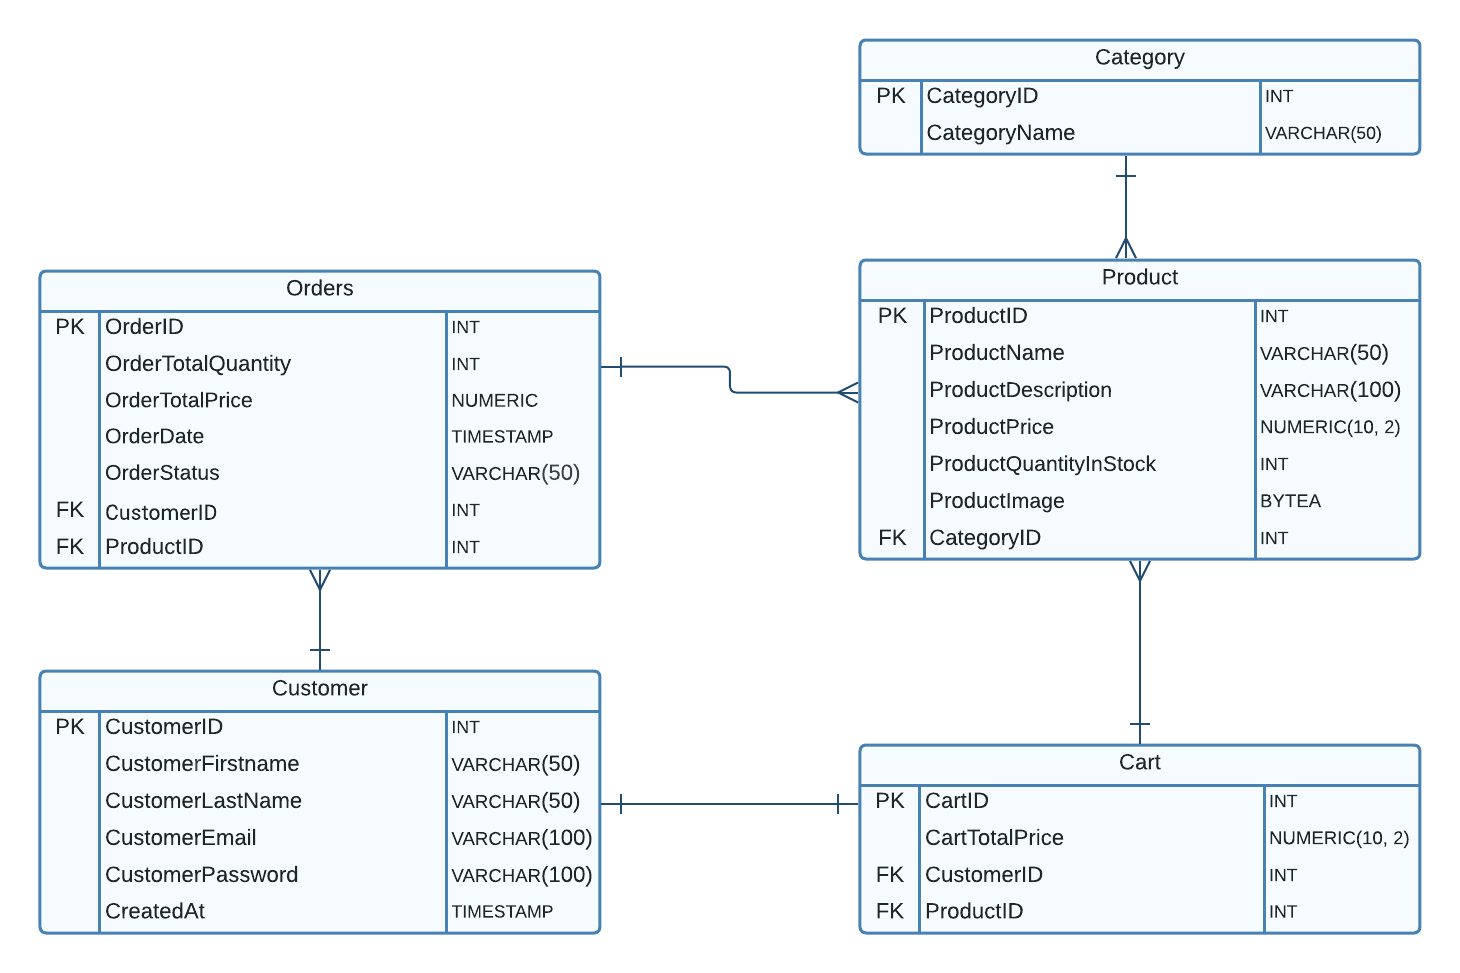 Category
PK CategoryID INT
CategoryName VARCHAR(50)
Orders
PK OrderID INT
OrderTotalQuantity INT
OrderTotalPrice NUMERIC
OrderDate TIMESTAMP
OrderStatus VARCHAR(50)
FK CustomerID INT
FK ProductID INT
Product
PK ProductID INT
ProductName VARCHAR(50)
ProductDescription VARCHAR(100)
ProductPrice NUMERIC(10, 2)
ProductQuantityInStock INT
ProductImage BYTEA
FK CategoryID INT
Customer
PK CustomerID INT
CustomerFirstname VARCHAR(50)
CustomerLastName VARCHAR(50)
CustomerEmail VARCHAR(100)
CustomerPassword VARCHAR(100)
CreatedAt TIMESTAMP
Cart
PK CartID INT
CartTotalPrice NUMERIC(10, 2)
FK CustomerID INT
FK ProductID INT